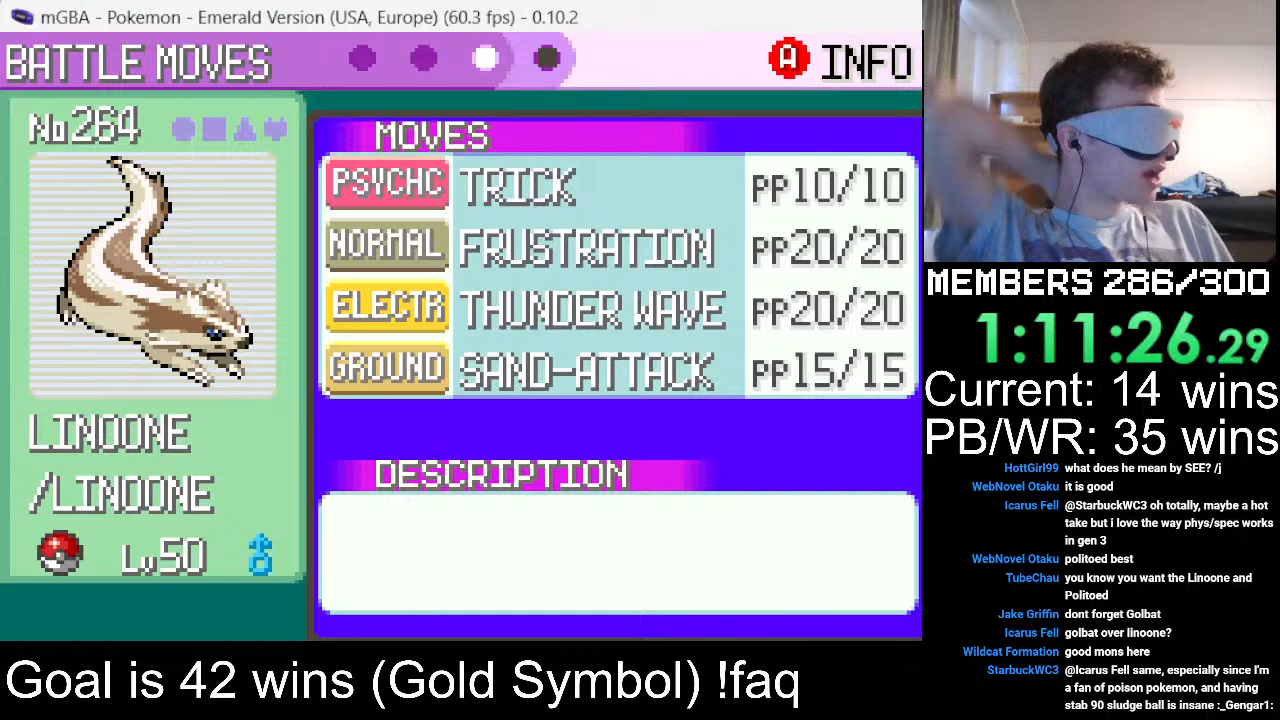 mGBA - Pokemon - Emerald Version (USA, Europe) (60.3 fps) - 0.10.2
BATTLE MOVES
A INFO
No264
MOVES
PSYCHC TRICK PP10/10
NORMAL FRUSTRATION PP20/20
ELECTR THUNDER WAVE PP20/20
GROUND SAND-ATTACK PP15/15
LINOONE
/LINOONE
Lv50 ♂
DESCRIPTION
MEMBERS 286/300
1:11:26.29
Current: 14 wins
PB/WR: 35 wins
HottGirl99 what does he mean by SEE? /j
WebNovel Otaku it is good
Icarus Fell @StarbuckWC3 oh totally, maybe a hot
take but i love the way phys/spec works
in gen 3
WebNovel Otaku politoed best
TubeChau you know you want the Linoone and
Politoed
Jake Griffin dont forget Golbat
Icarus Fell golbat over linoone?
Wildcat Formation good mons here
StarbuckWC3 @Icarus Fell same, especially since I'm
a fan of poison pokemon, and having
stab 90 sludge ball is insane :_Gengar1:
Goal is 42 wins (Gold Symbol) !faq